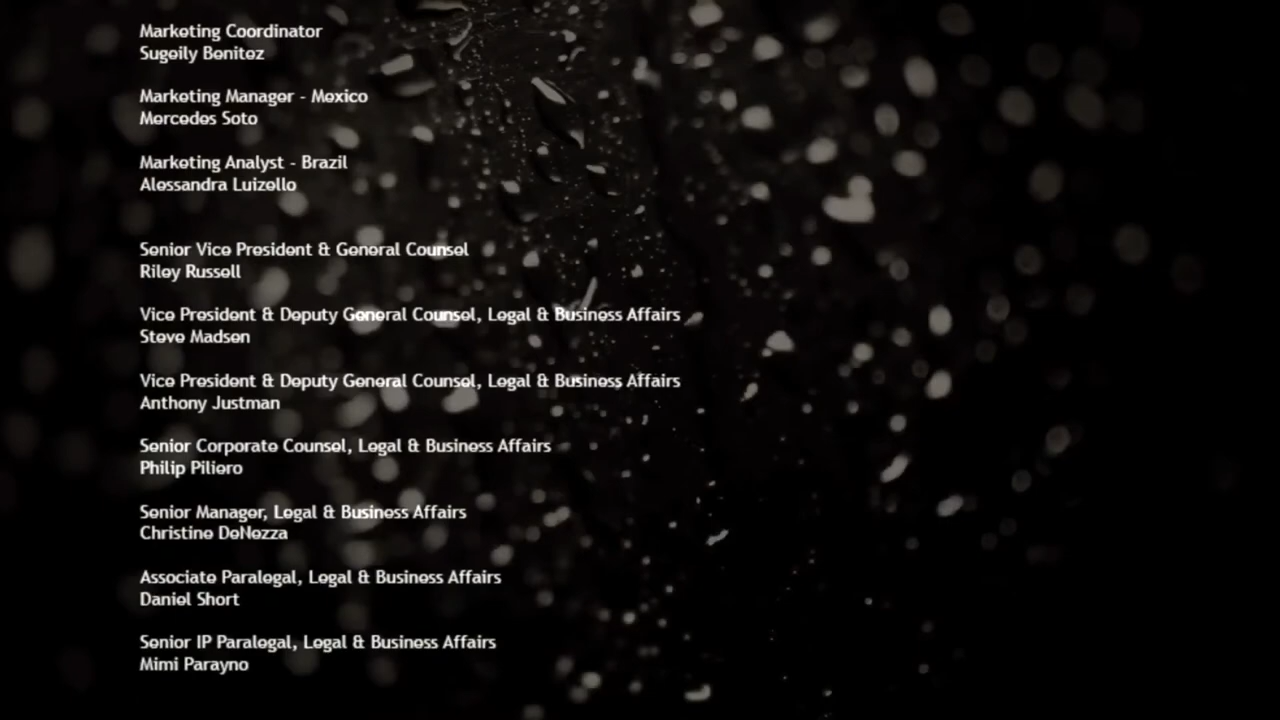 Marketing Coordinator
Sugeily Benitez
Marketing Manager - Mexico
Mercedes Soto
Marketing Analyst - Brazil
Alessandra Luizello
Senior Vice President & General Counsel
Riley Russell
Vice President & Deputy General Counsel, Legal & Business Affairs
Steve Madsen
Vice President & Deputy General Counsel, Legal & Business Affairs
Anthony Justman
Senior Corporate Counsel, Legal & Business Affairs
Philip Piliero
Senior Manager, Legal & Business Affairs
Christine DeNezza
Associate Paralegal, Legal & Business Affairs
Daniel Short
Senior IP Paralegal, Legal & Business Affairs
Mimi Parayno